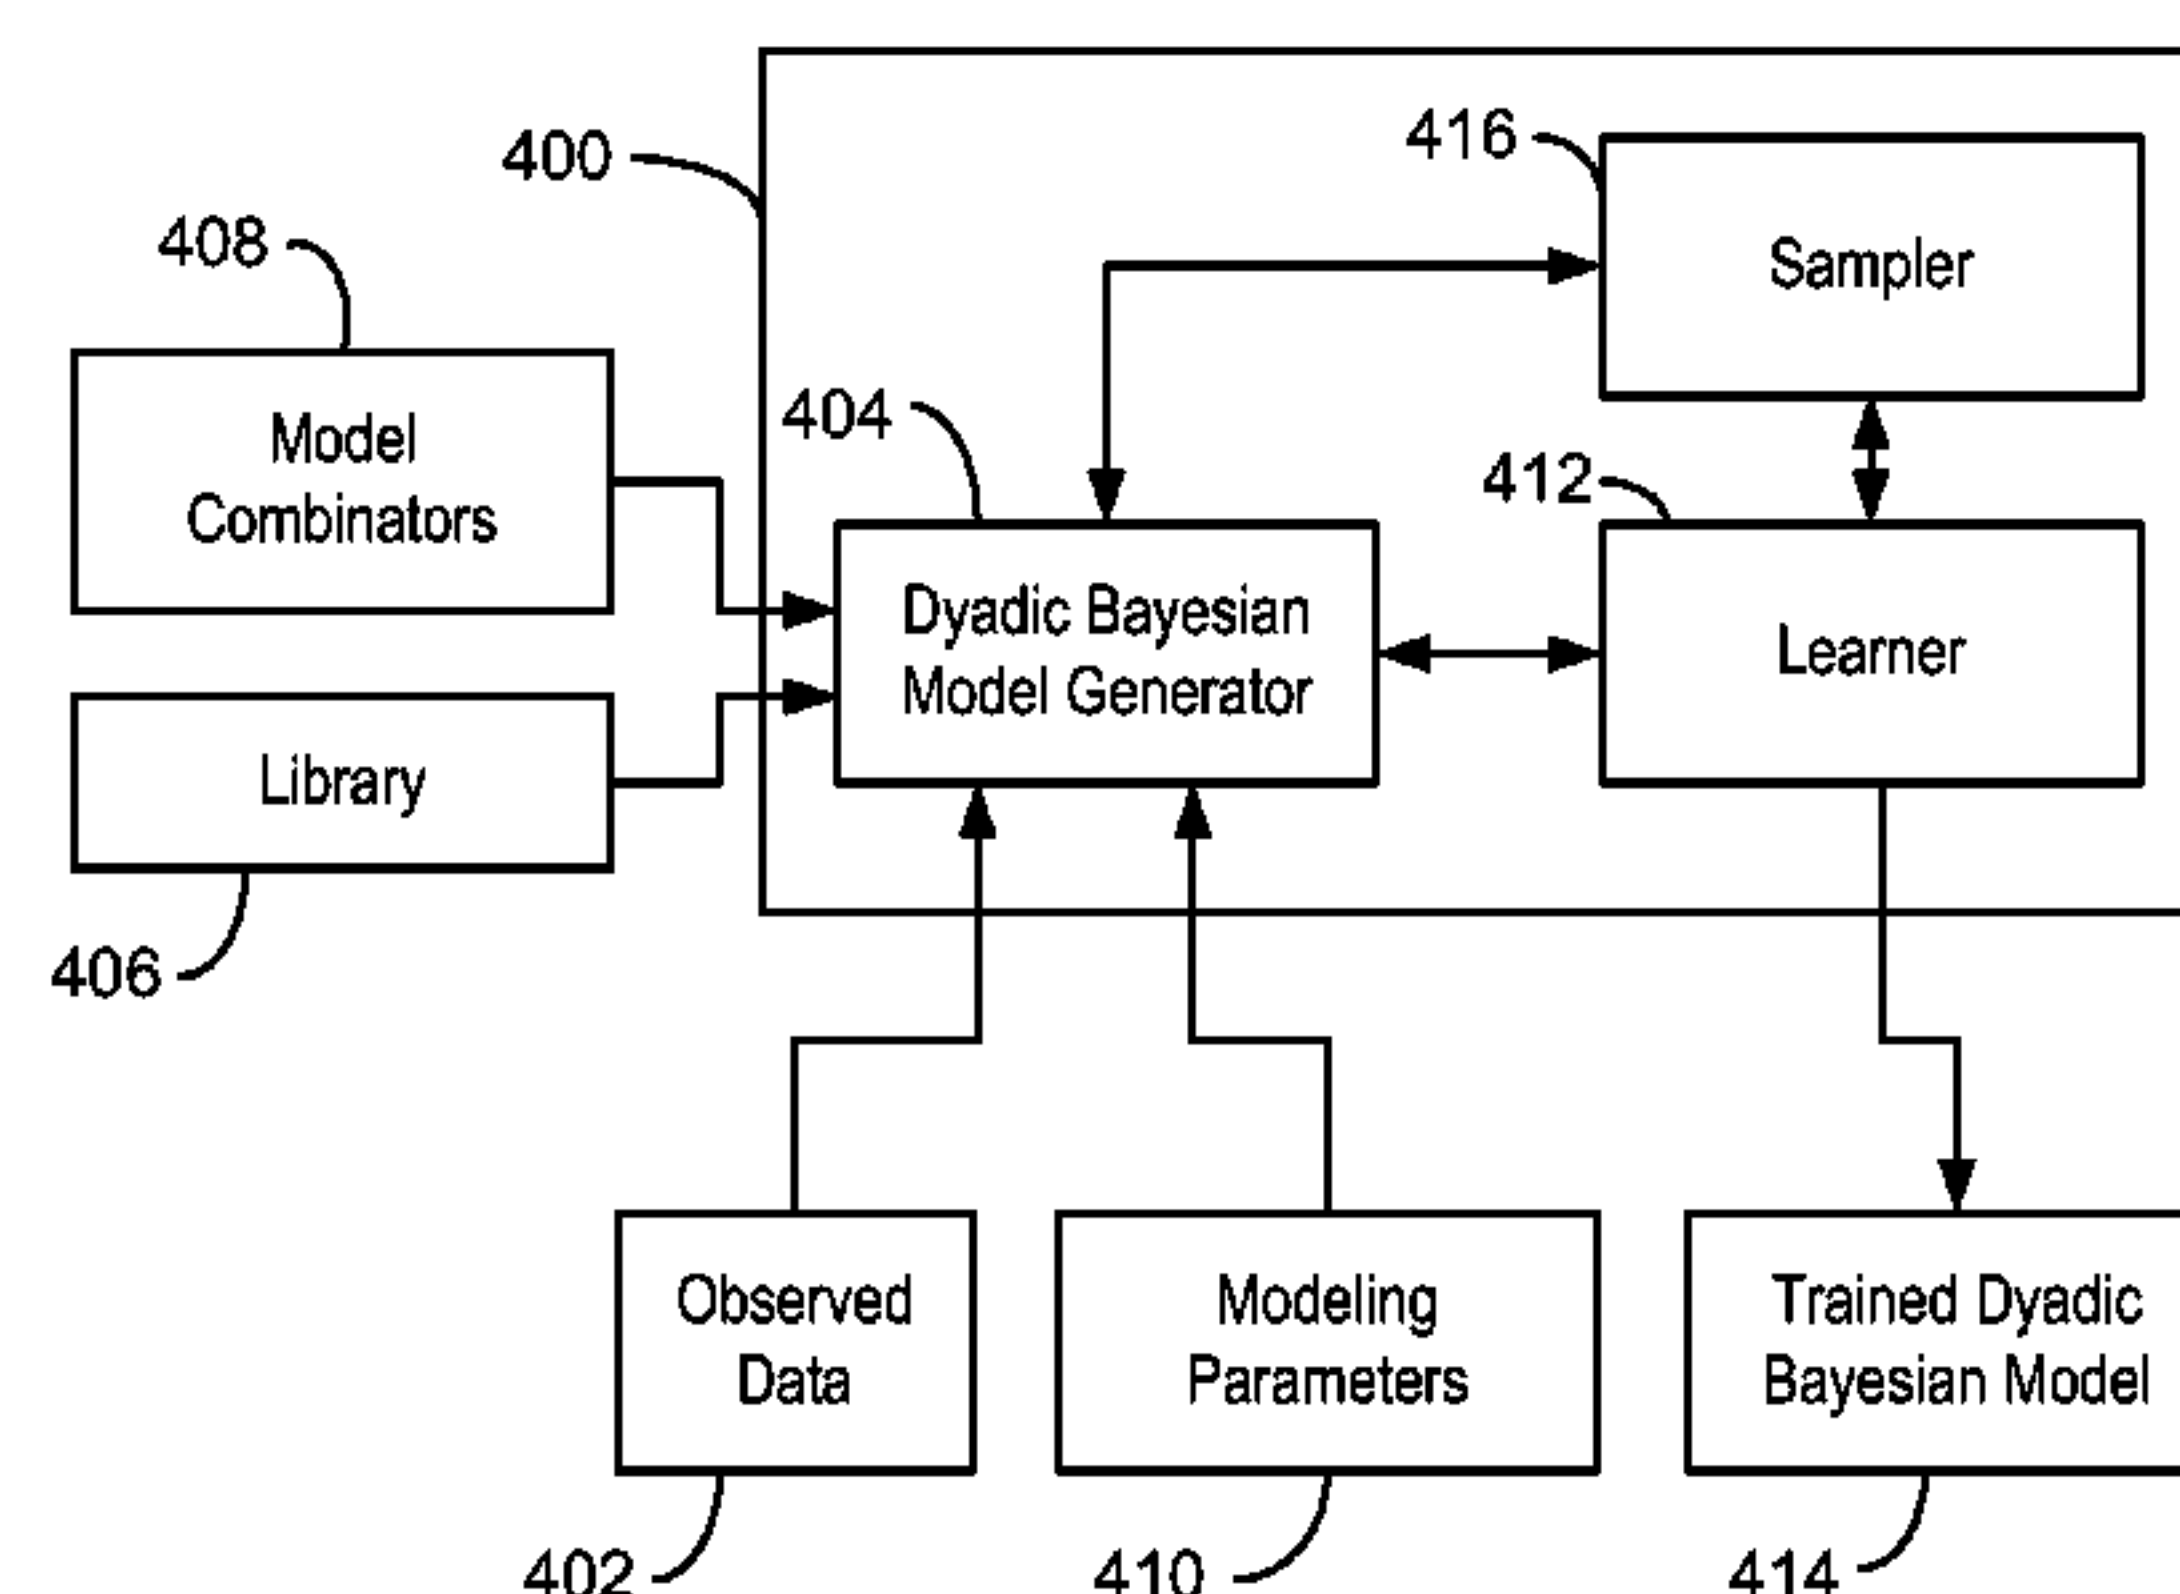 400
416
408
Sampler
404
Model
Combinators
412
Dyadic Bayesian
Model Generator
Learner
Library
406
Observed
Data
Modeling
Parameters
Trained Dyadic
Bayesian Model
402
410
414